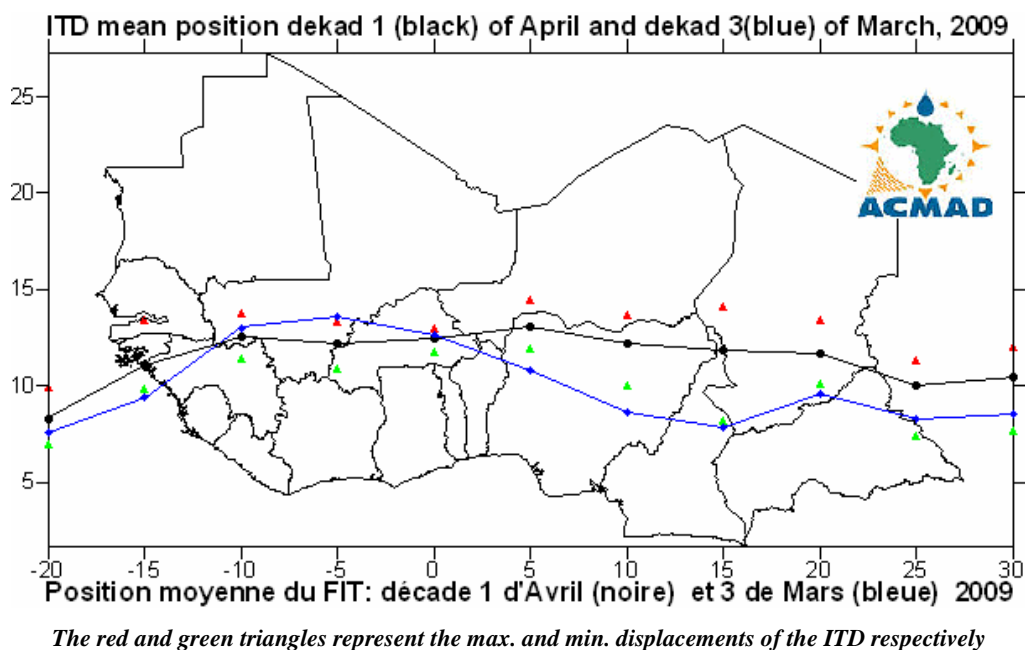 ITD mean position dekad 1 (black) of April and dekad 3(blue) of March, 2009
25
20
15
10
5
ACMAD
-20 -15 -10 -5 0 5 10 15 20 25 30
Position moyenne du FIT: décade 1 d'Avril (noire) et 3 de Mars (bleue) 2009
The red and green triangles represent the max. and min. displacements of the ITD respectively